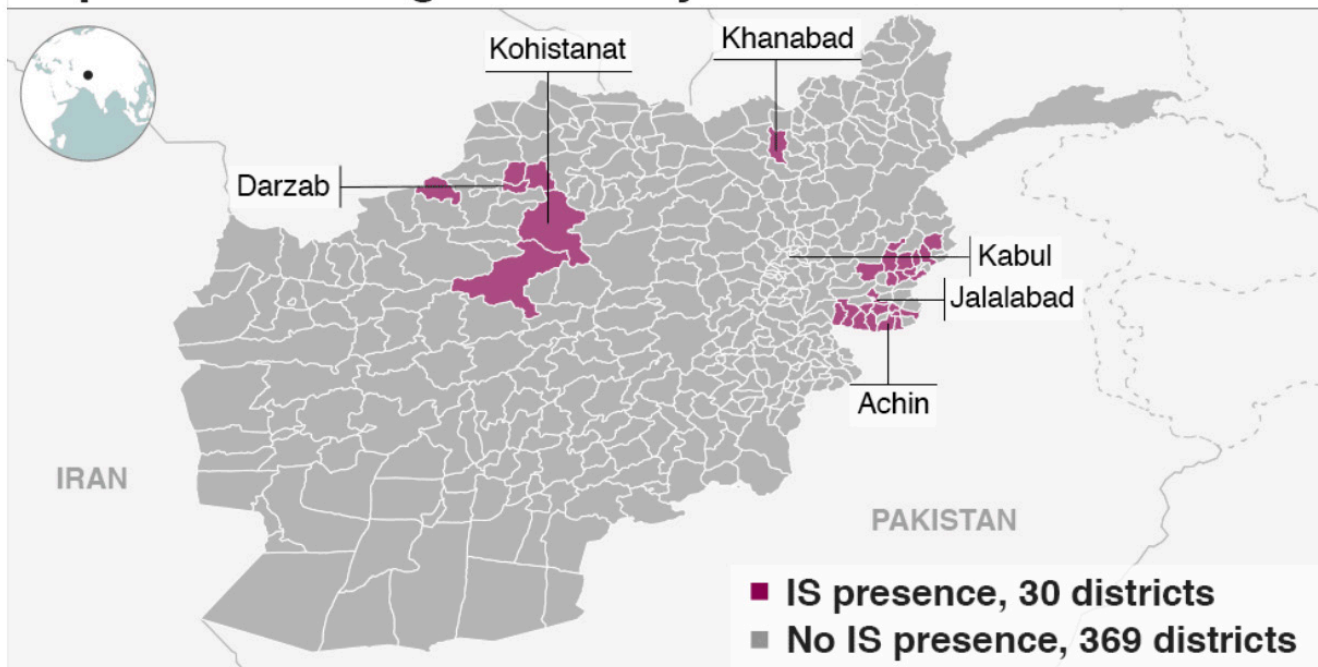 Kohistanat
Khanabad
Darzab
Kabul
Jalalabad
Achin
IRAN
PAKISTAN
IS presence, 30 districts
No IS presence, 369 districts